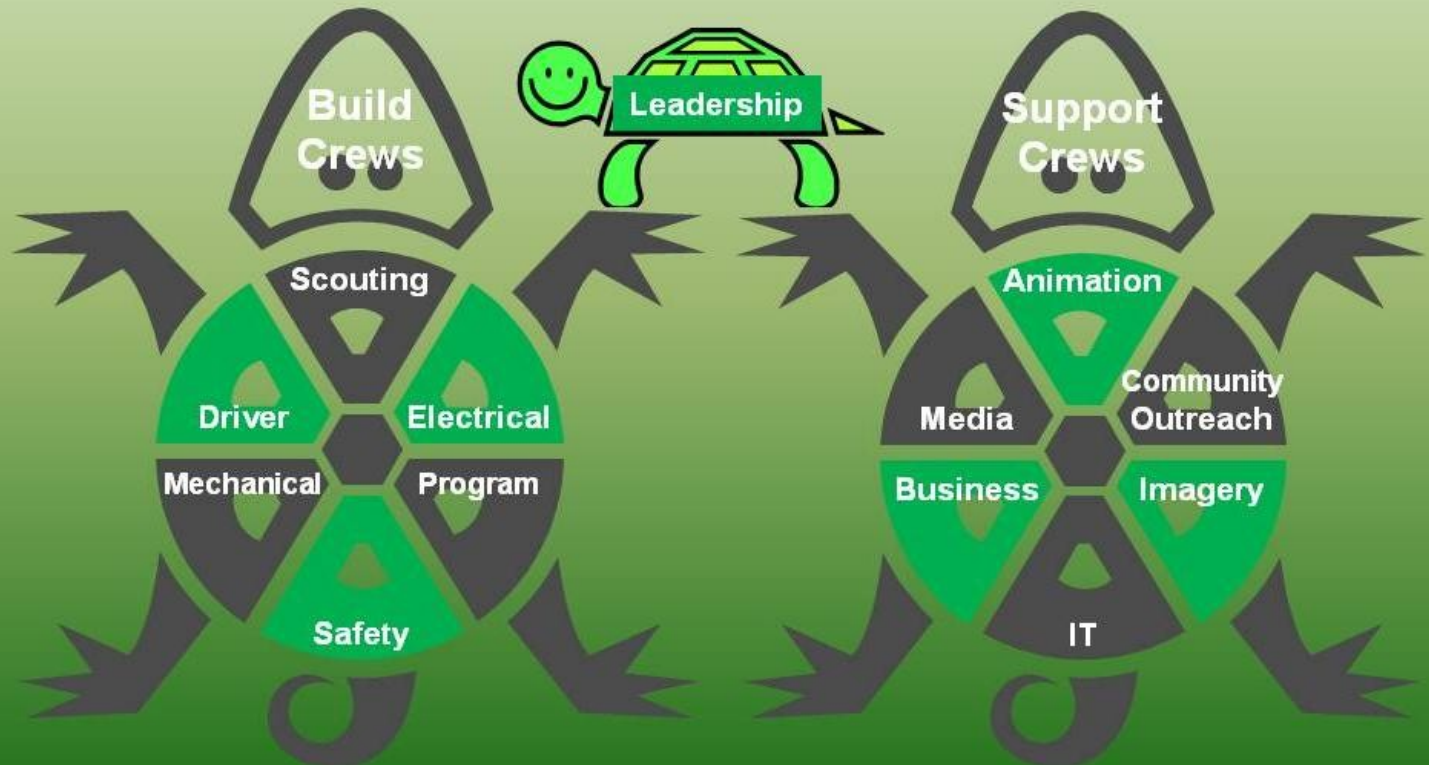 Build
Crews
Scouting
Driver
Electrical
Mechanical
Program
Safety
Leadership
Support
Crews
Animation
Media
Community
Outreach
Business
Imagery
IT